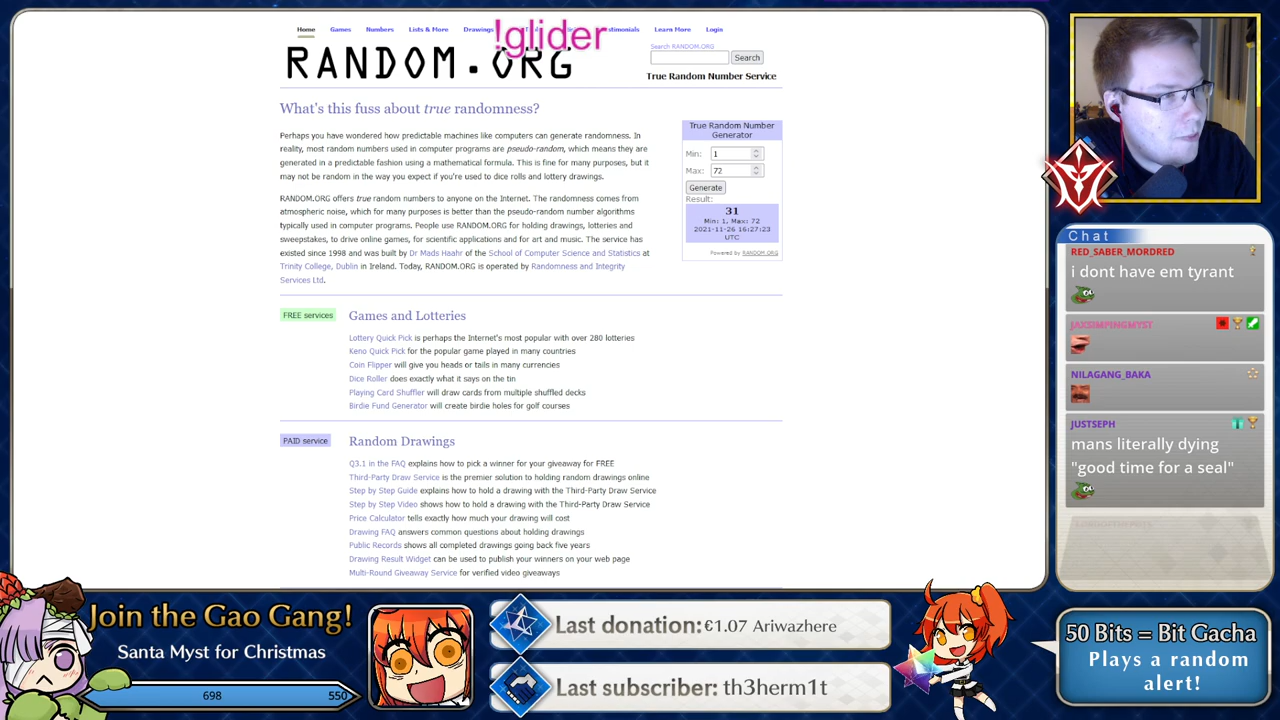 Home Games Numbers Lists & More Drawings Testimonials Learn More Login
!glider
RANDOM.ORG
Search RANDOM.ORG
Search
True Random Number Service
What's this fuss about true randomness?
Perhaps you have wondered how predictable machines like computers can generate randomness. In
reality, most random numbers used in computer programs are pseudo-random, which means they are
generated in a predictable fashion using a mathematical formula. This is fine for many purposes, but it
may not be random in the way you expect if you're used to dice rolls and lottery drawings.
RANDOM.ORG offers true random numbers to anyone on the Internet. The randomness comes from
atmospheric noise, which for many purposes is better than the pseudo-random number algorithms
typically used in computer programs. People use RANDOM.ORG for holding drawings, lotteries and
sweepstakes, to drive online games, for scientific applications and for art and music. The service has
existed since 1998 and was built by Dr Mads Haahr of the School of Computer Science and Statistics at
Trinity College, Dublin in Ireland. Today, RANDOM.ORG is operated by Randomness and Integrity
Services Ltd.
True Random Number
Generator
Min: 1
Max: 72
Generate
Result:
31
Min: 1, Max: 72
2021-11-26 16:27:23
UTC
Powered by RANDOM.ORG
FREE services
Games and Lotteries
Lottery Quick Pick is perhaps the Internet's most popular with over 280 lotteries
Keno Quick Pick for the popular game played in many countries
Coin Flipper will give you heads or tails in many currencies
Dice Roller does exactly what it says on the tin
Playing Card Shuffler will draw cards from multiple shuffled decks
Birdie Fund Generator will create birdie holes for golf courses
PAID service
Random Drawings
Q3.1 in the FAQ explains how to pick a winner for your giveaway for FREE
Third-Party Draw Service is the premier solution to holding random drawings online
Step by Step Guide explains how to hold a drawing with the Third-Party Draw Service
Step by Step Video shows how to hold a drawing with the Third-Party Draw Service
Price Calculator tells exactly how much your drawing will cost
Drawing FAQ answers common questions about holding drawings
Public Records shows all completed drawings going back five years
Drawing Result Widget can be used to publish your winners on your web page
Multi-Round Giveaway Service for verified video giveaways
Chat
RED_SABER_MORDRED
i dont have em tyrant
JAXSIMPINGMYST
NILAGANG_BAKA
JUSTSEPH
mans literally dying
"good time for a seal"
Join the Gao Gang!
Santa Myst for Christmas
698 550
Last donation: €1.07 Ariwazhere
Last subscriber: th3herm1t
50 Bits = Bit Gacha
Plays a random
alert!